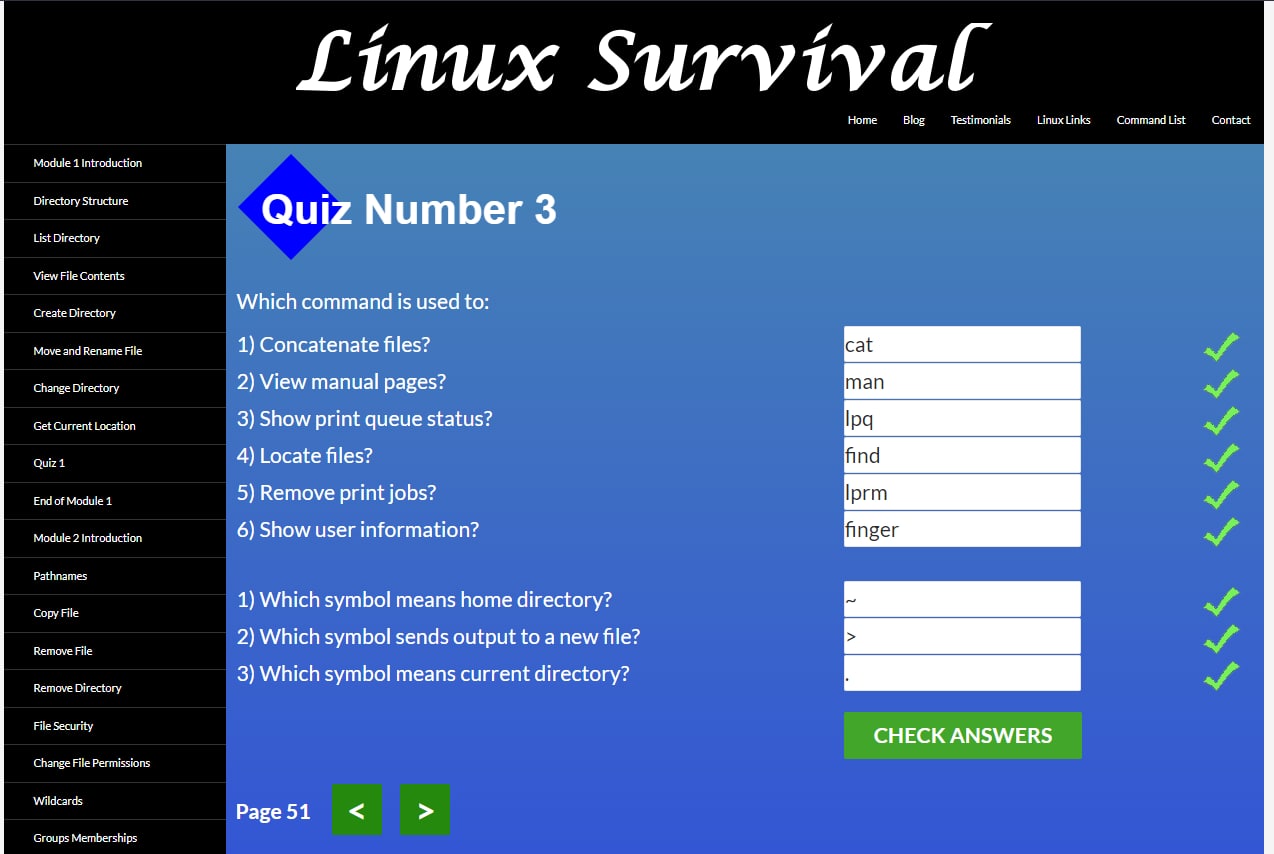 Linux Survival
Home Blog Testimonials Linux Links Command List Contact
Module 1 Introduction
Directory Structure
List Directory
View File Contents
Create Directory
Move and Rename File
Change Directory
Get Current Location
Quiz 1
End of Module 1
Module 2 Introduction
Pathnames
Copy File
Remove File
Remove Directory
File Security
Change File Permissions
Wildcards
Groups Memberships
Quiz Number 3
Which command is used to:
1) Concatenate files? cat
2) View manual pages? man
3) Show print queue status? lpq
4) Locate files? find
5) Remove print jobs? lprm
6) Show user information? finger
1) Which symbol means home directory? ~
2) Which symbol sends output to a new file? >
3) Which symbol means current directory? .
CHECK ANSWERS
Page 51 < >